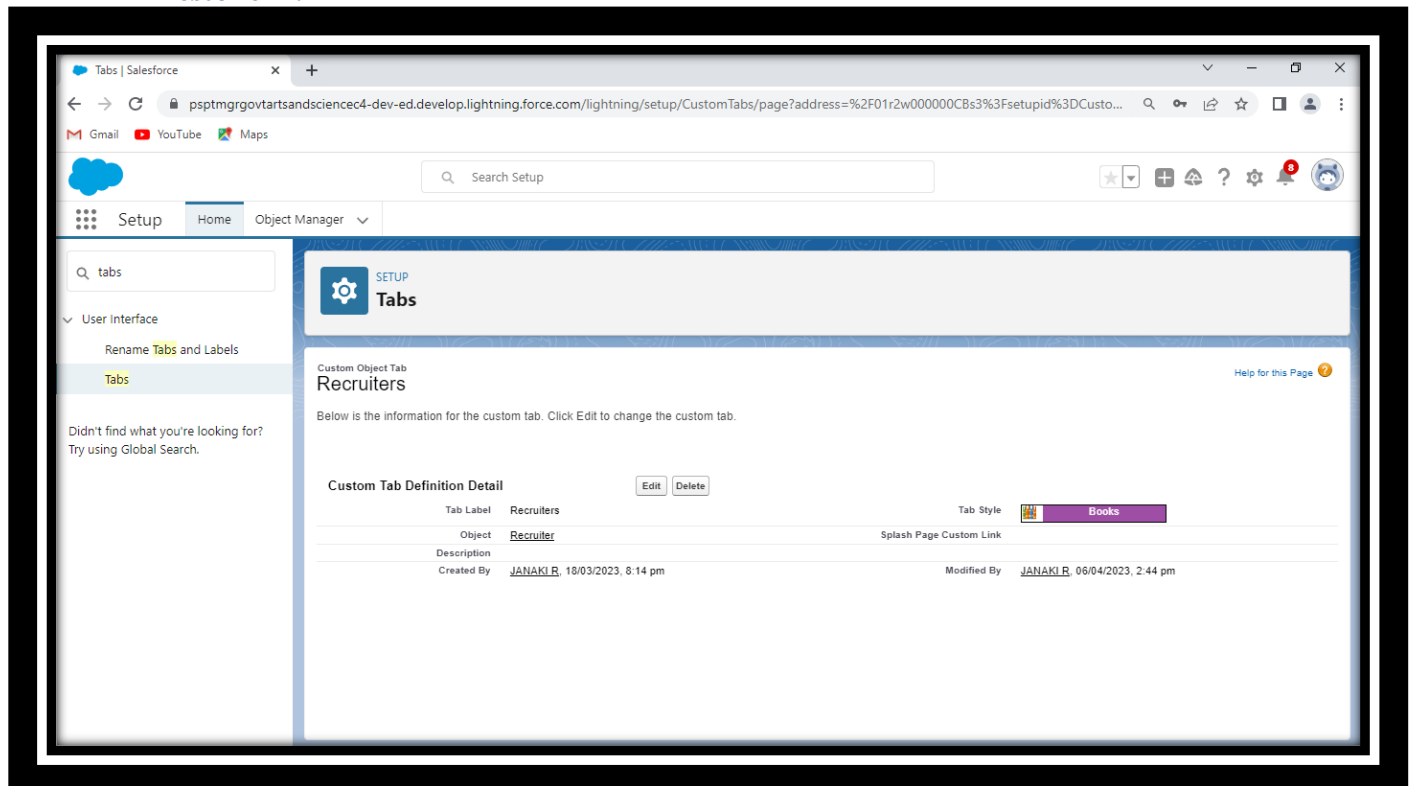 Tabs | Salesforce
psptmgrgovtartsandsciencec4-dev-ed.develop.lightning.force.com/lightning/setup/CustomTabs/page?address=%2F01r2w000000CBs3%3Fsetupid%3DCusto...
Gmail YouTube Maps
Search Setup
8
Setup Home Object Manager
tabs
User Interface
Rename Tabs and Labels
Tabs
Didn't find what you're looking for?
Try using Global Search.
SETUP
Tabs
Custom Object Tab
Recruiters
Help for this Page
Below is the information for the custom tab. Click Edit to change the custom tab.
Custom Tab Definition Detail Edit Delete
Tab Label Recruiters Tab Style Books
Object Recruiter Splash Page Custom Link
Description
Created By JANAKI R, 18/03/2023, 8:14 pm Modified By JANAKI R, 06/04/2023, 2:44 pm